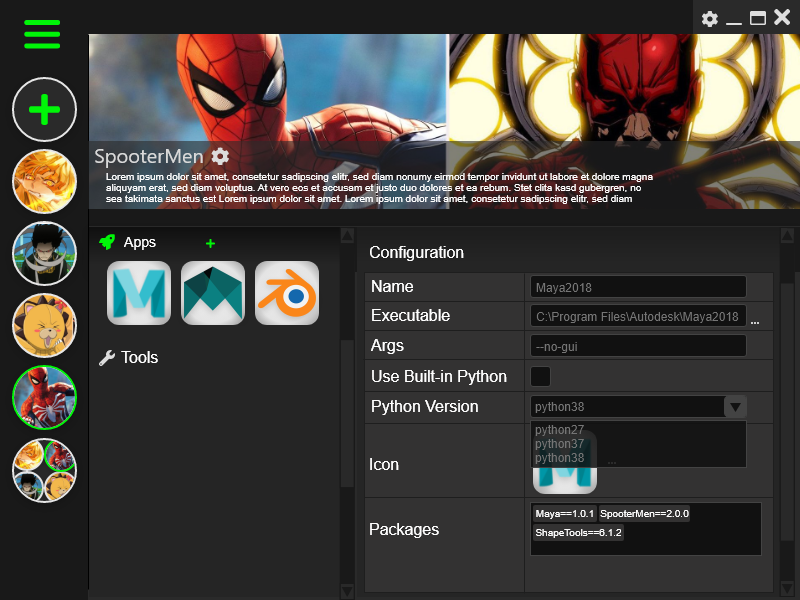 SpooterMen
Lorem ipsum dolor sit amet, consetetur sadipscing elitr, sed diam nonumy eirmod tempor invidunt ut labore et dolore magna
aliquyam erat, sed diam voluptua. At vero eos et accusam et justo duo dolores et ea rebum. Stet clita kasd gubergren, no
sea takimata sanctus est Lorem ipsum dolor sit amet. Lorem ipsum dolor sit amet, consetetur sadipscing elitr, sed diam
Apps
Tools
Configuration
Name
Maya2018
Executable
C:\Program Files\Autodesk\Maya2018
...
Args
--no-gui
Use Built-in Python
Python Version
python38
python27
python37
python38
Icon
...
Packages
Maya==1.0.1 SpooterMen==2.0.0
ShapeTools==6.1.2